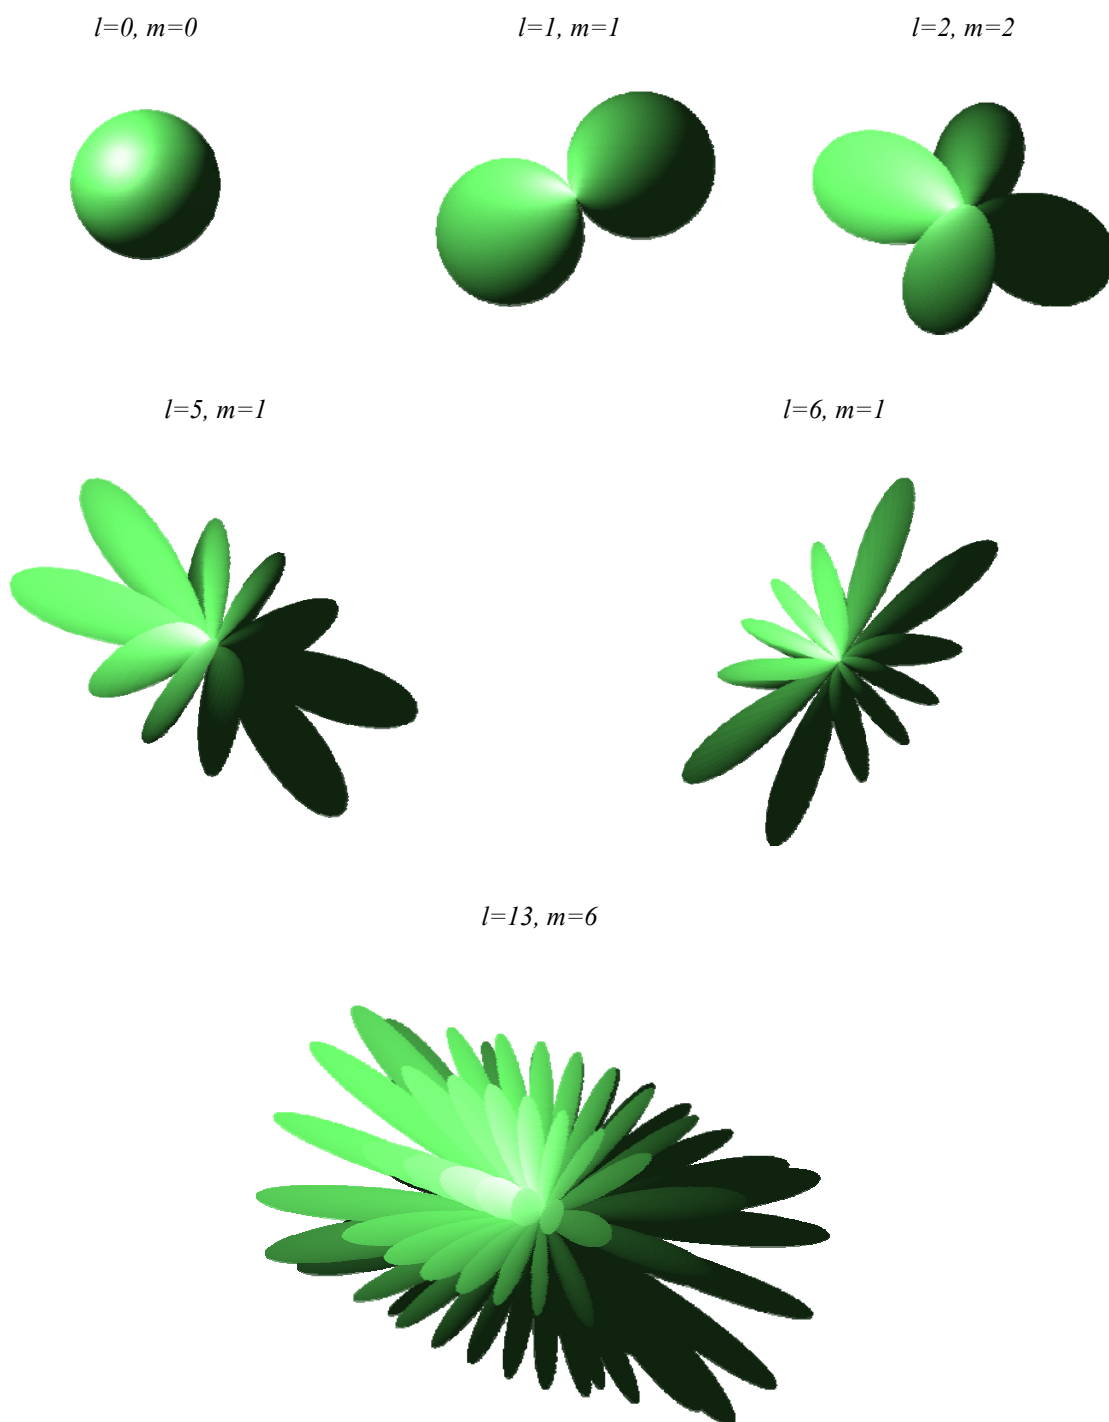 l=0, m=0
l=1, m=1
l=2, m=2
l=5, m=1
l=6, m=1
l=13, m=6